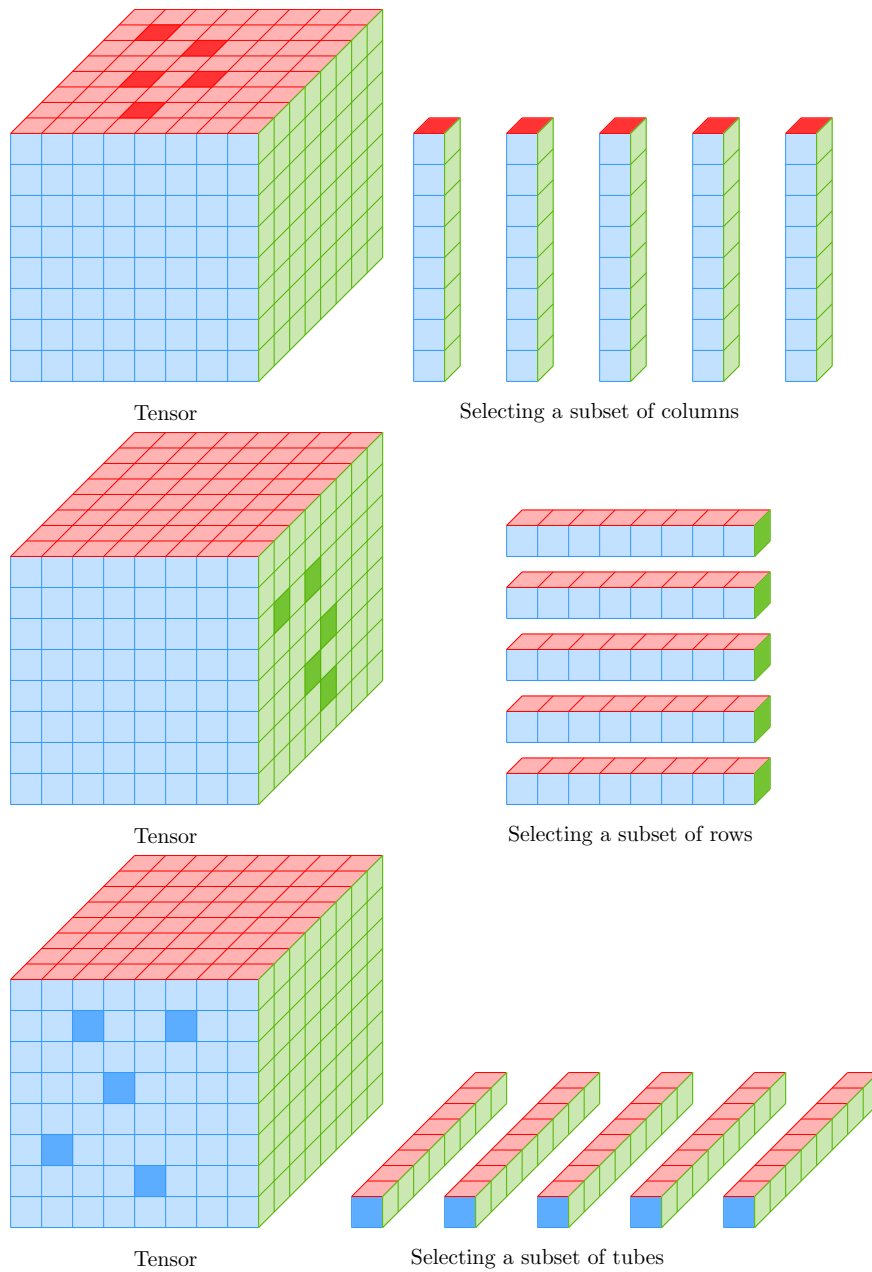 Tensor
Selecting a subset of columns
Tensor
Selecting a subset of rows
Tensor
Selecting a subset of tubes